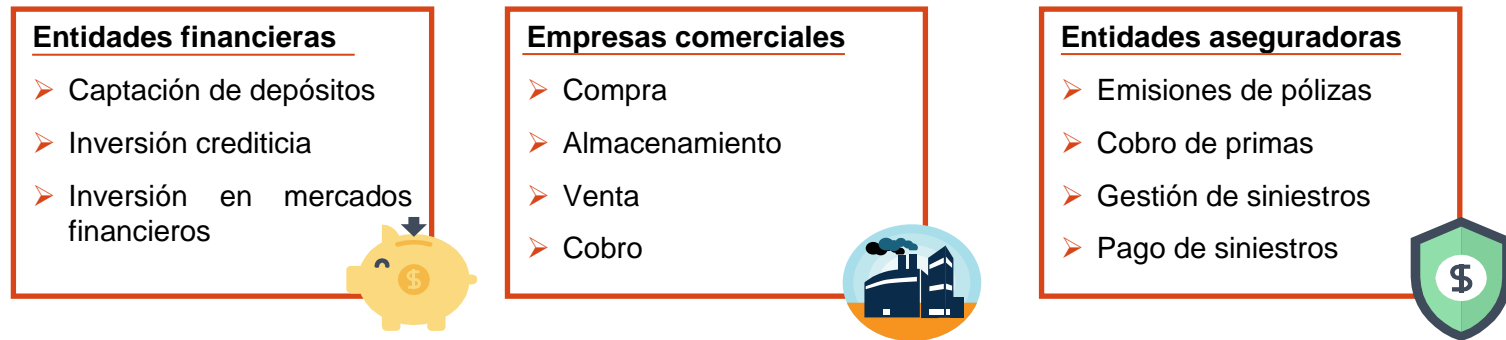 Entidades financieras
➢ Captación de depósitos
➢ Inversión crediticia
➢ Inversión en mercados
financieros
$
Empresas comerciales
➢ Compra
➢ Almacenamiento
➢ Venta
➢ Cobro
Entidades aseguradoras
➢ Emisiones de pólizas
➢ Cobro de primas
➢ Gestión de siniestros
➢ Pago de siniestros
$